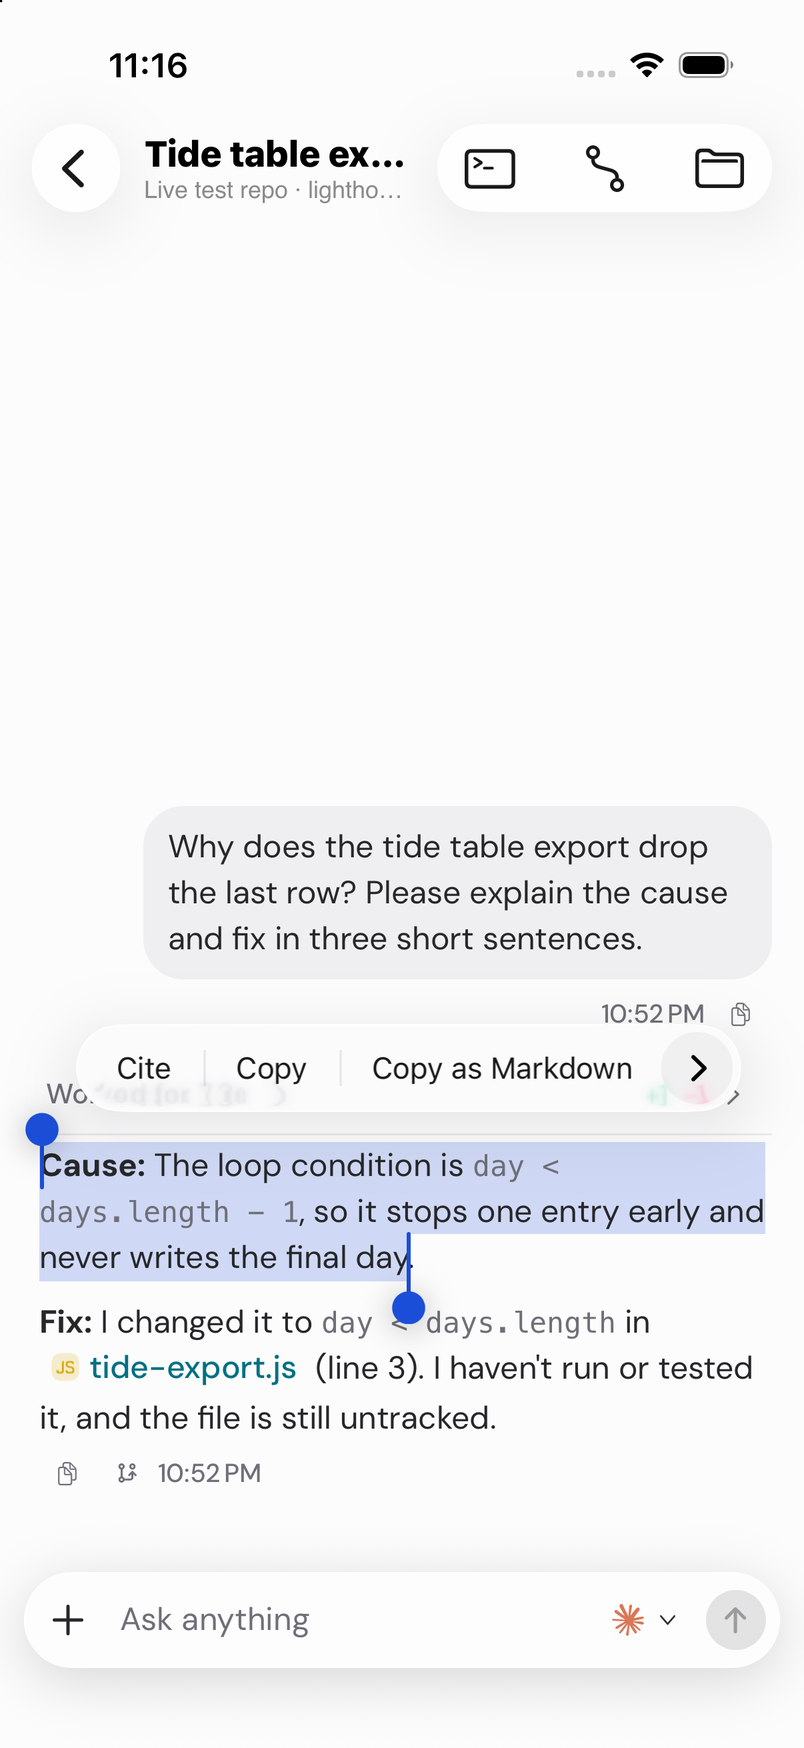 11:16
Tide table ex...
Live test repo · lightho...
Why does the tide table export drop
the last row? Please explain the cause
and fix in three short sentences.
10:52 PM
Cite Copy Copy as Markdown
Cause: The loop condition is day <
days.length - 1, so it stops one entry early and
never writes the final day.
Fix: I changed it to day < days.length in
JS tide-export.js (line 3). I haven't run or tested
it, and the file is still untracked.
10:52 PM
Ask anything